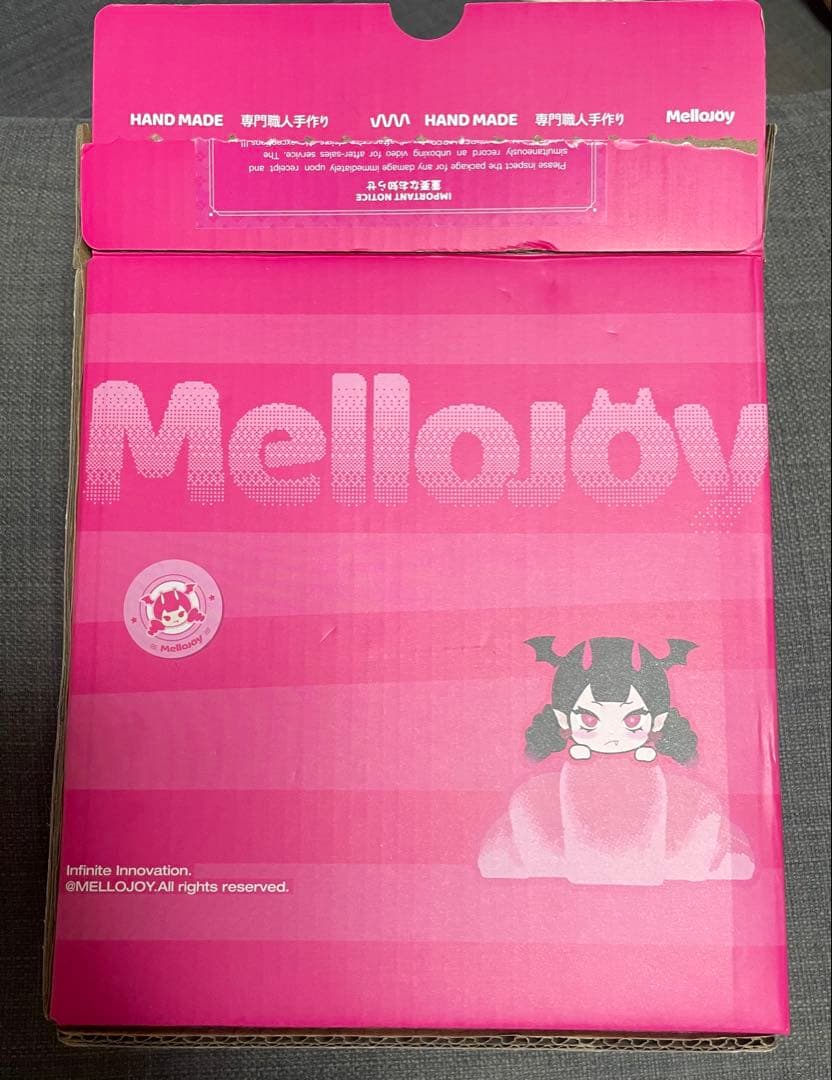 HAND MADE 専門職人手作り HAND MADE 専門職人手作り MelloJoy
IMPORTANT NOTICE
重要なお知らせ
Please inspect the package for any damage immediately upon receipt and
simultaneously record an unboxing video for after-sales service. The
MelloJoy
MelloJoy
Infinite Innovation.
@MELLOJOY.All rights reserved.